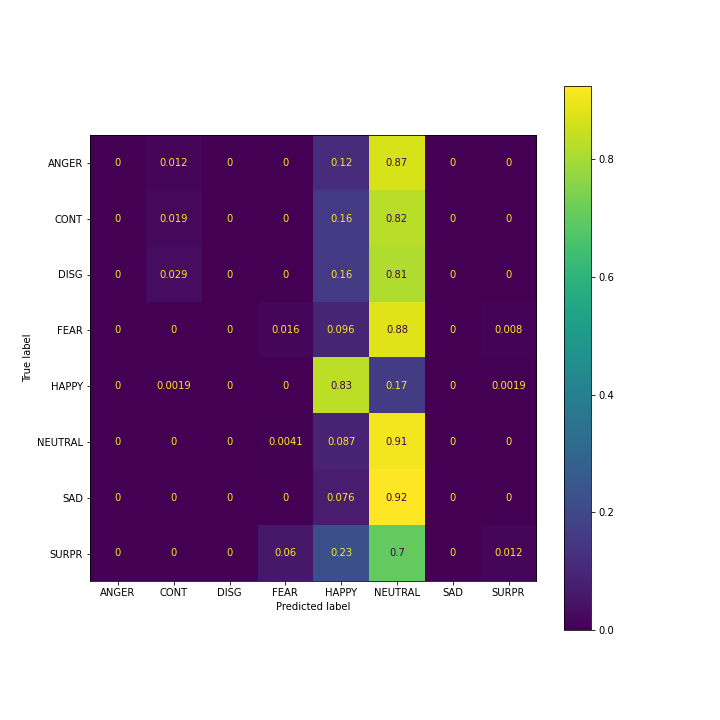 ANGER 0 0.012 0 0 0.12 0.87 0 0
CONT 0 0.019 0 0 0.16 0.82 0 0
DISG 0 0.029 0 0 0.16 0.81 0 0
FEAR 0 0 0 0.016 0.096 0.88 0 0.008
HAPPY 0 0.0019 0 0 0.83 0.17 0 0.0019
NEUTRAL 0 0 0 0.0041 0.087 0.91 0 0
SAD 0 0 0 0 0.076 0.92 0 0
SURPR 0 0 0 0.06 0.23 0.7 0 0.012
ANGER CONT DISG FEAR HAPPY NEUTRAL SAD SURPR
Predicted label
True label
0.8
0.6
0.4
0.2
0.0